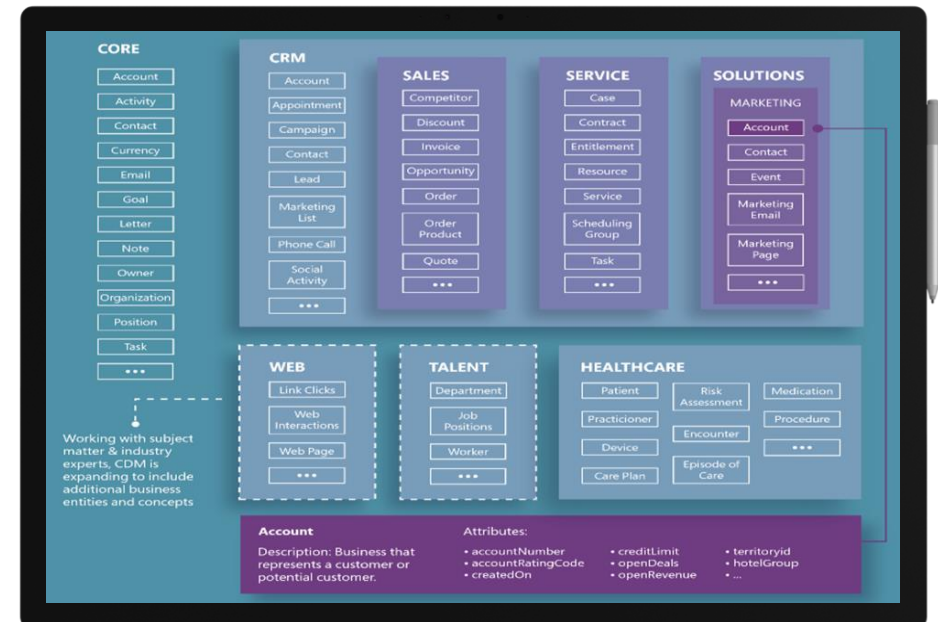 CORE
Account
Activity
Contact
Currency
Email
Goal
Letter
Note
Owner
Organization
Position
Task
•••
CRM
Account
Appointment
Campaign
Contact
Lead
Marketing
List
Phone Call
Social
Activity
•••
SALES
Competitor
Discount
Invoice
Opportunity
Order
Order
Product
Quote
•••
SERVICE
Case
Contract
Entitlement
Resource
Service
Scheduling
Group
Task
•••
SOLUTIONS
MARKETING
Account
Contact
Event
Marketing
Email
Marketing
Page
•••
Working with subject
matter & industry
experts, CDM is
expanding to include
additional business
entities and concepts
WEB
Link Clicks
Web
Interactions
Web Page
•••
TALENT
Department
Job
Positions
Worker
•••
HEALTHCARE
Patient
Practicioner
Device
Care Plan
Risk
Assessment
Encounter
Episode of
Care
Medication
Procedure
•••
Account
Description: Business that
represents a customer or
potential customer.
Attributes:
• accountNumber
• accountRatingCode
• createdOn
• creditLimit
• openDeals
• openRevenue
• territoryid
• hotelGroup
• ...